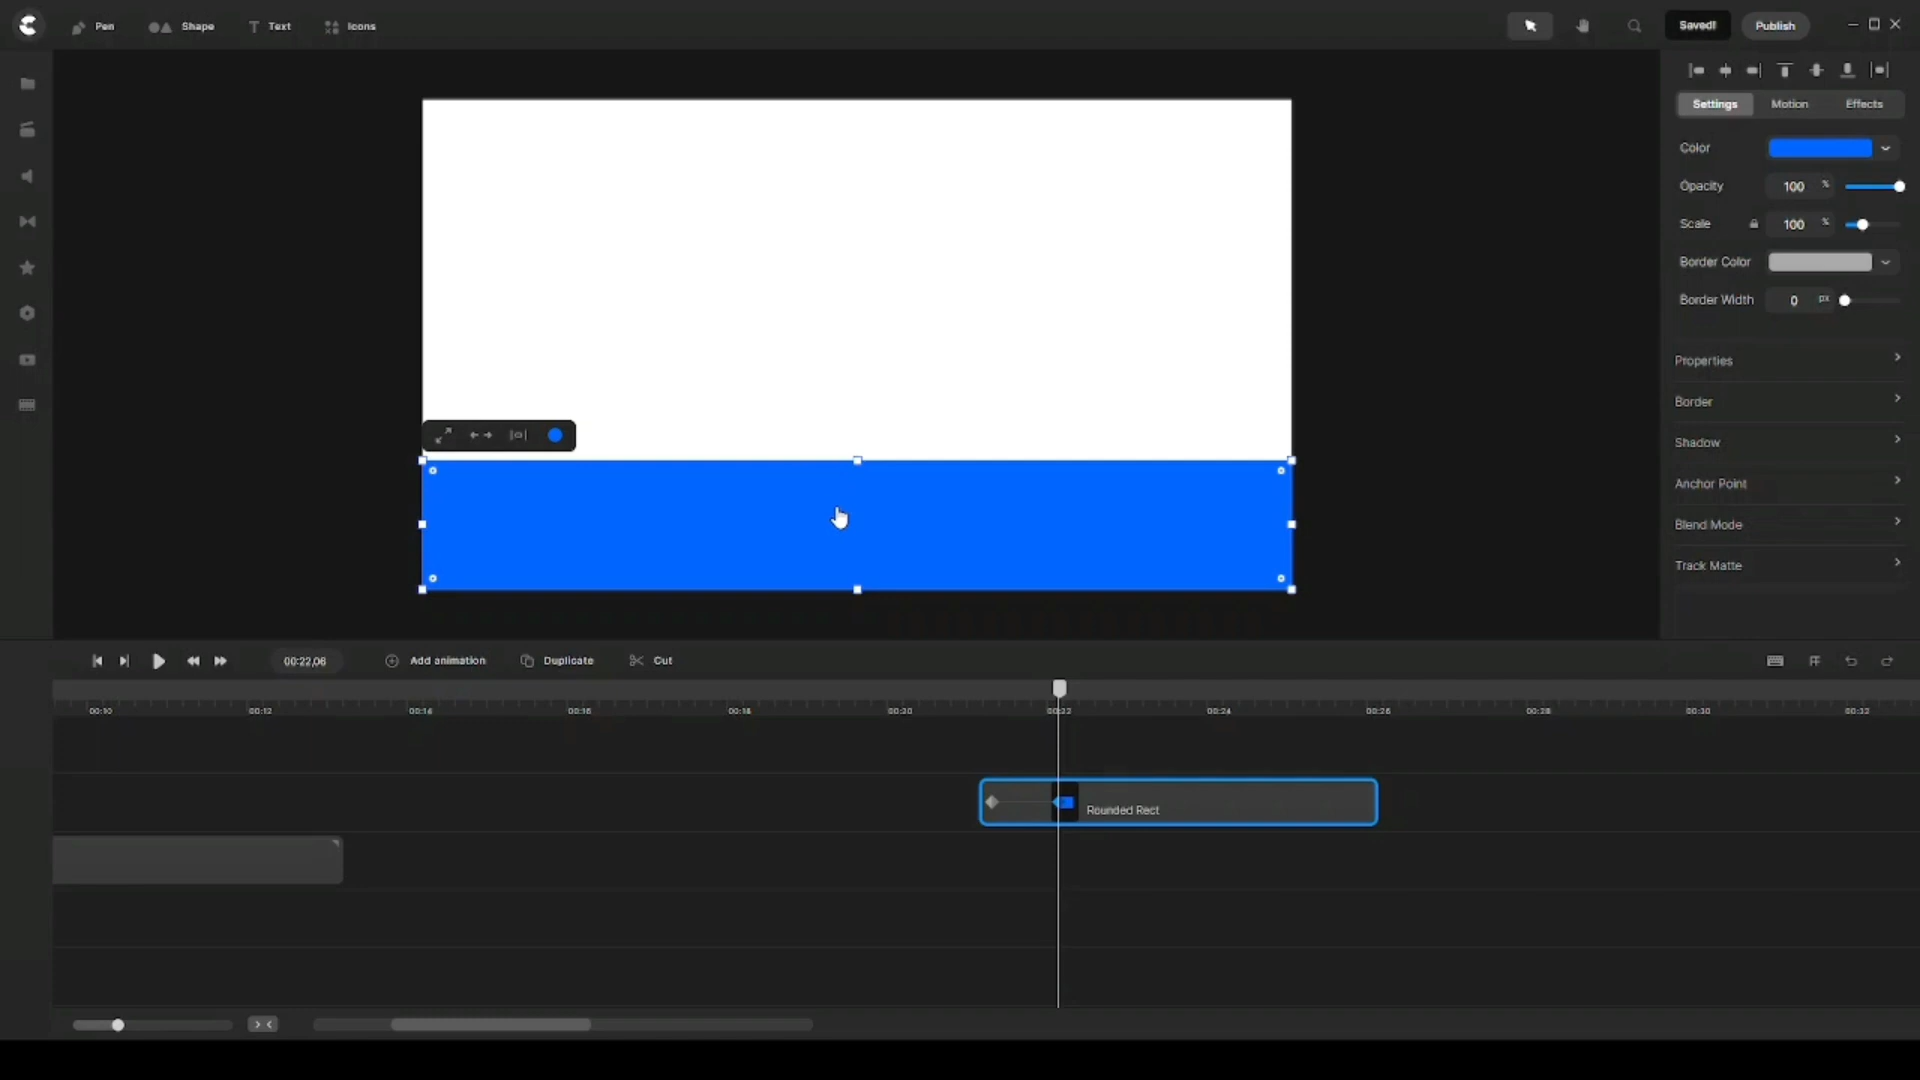 Pen Shape Text Icons Saved! Publish
Settings Motion Effects
Color
Opacity 100 %
Scale 100 %
Border Color
Border Width 0 px
Properties
Border
Shadow
Anchor Point
Blend Mode
Track Matte
00:22,06 Add animation Duplicate Cut
00:10 00:12 00:14 00:16 00:18 00:20 00:22 00:24 00:26 00:28 00:30 00:32
Rounded Rect